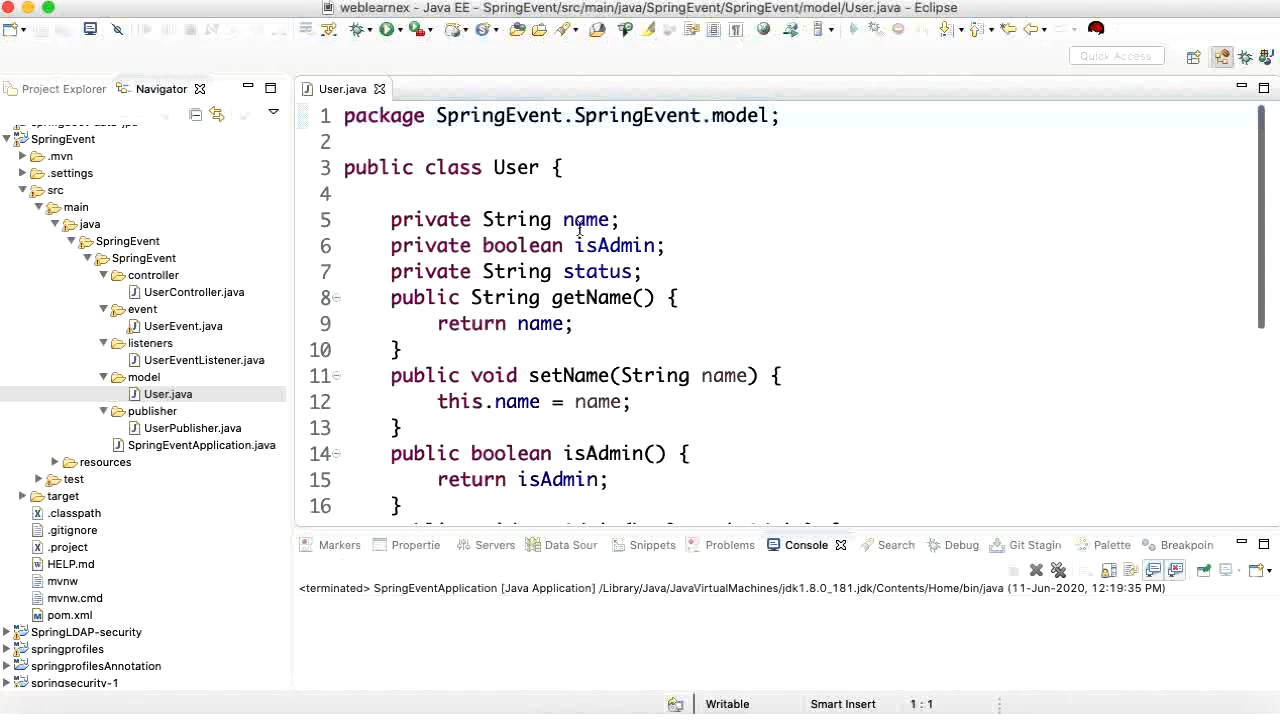 weblearnex - Java EE - SpringEvent/src/main/java/SpringEvent/SpringEvent/model/User.java - Eclipse
Quick Access
Project Explorer
Navigator
SpringEvent
.mvn
.settings
src
main
java
SpringEvent
SpringEvent
controller
UserController.java
event
UserEvent.java
listeners
UserEventListener.java
model
User.java
publisher
UserPublisher.java
SpringEventApplication.java
resources
test
target
.classpath
.gitignore
.project
HELP.md
mvnw
mvnw.cmd
pom.xml
SpringLDAP-security
springprofiles
springprofilesAnnotation
springsecurity-1
User.java
1 package SpringEvent.SpringEvent.model;
2
3 public class User {
4
5 private String name;
6 private boolean isAdmin;
7 private String status;
8 public String getName() {
9 return name;
10 }
11 public void setName(String name) {
12 this.name = name;
13 }
14 public boolean isAdmin() {
15 return isAdmin;
16 }
Markers Propertie Servers Data Sour Snippets Problems Console Search Debug Git Stagin Palette Breakpoin
<terminated> SpringEventApplication [Java Application] /Library/Java/JavaVirtualMachines/jdk1.8.0_181.jdk/Contents/Home/bin/java (11-Jun-2020, 12:19:35 PM)
Writable Smart Insert 1 : 1